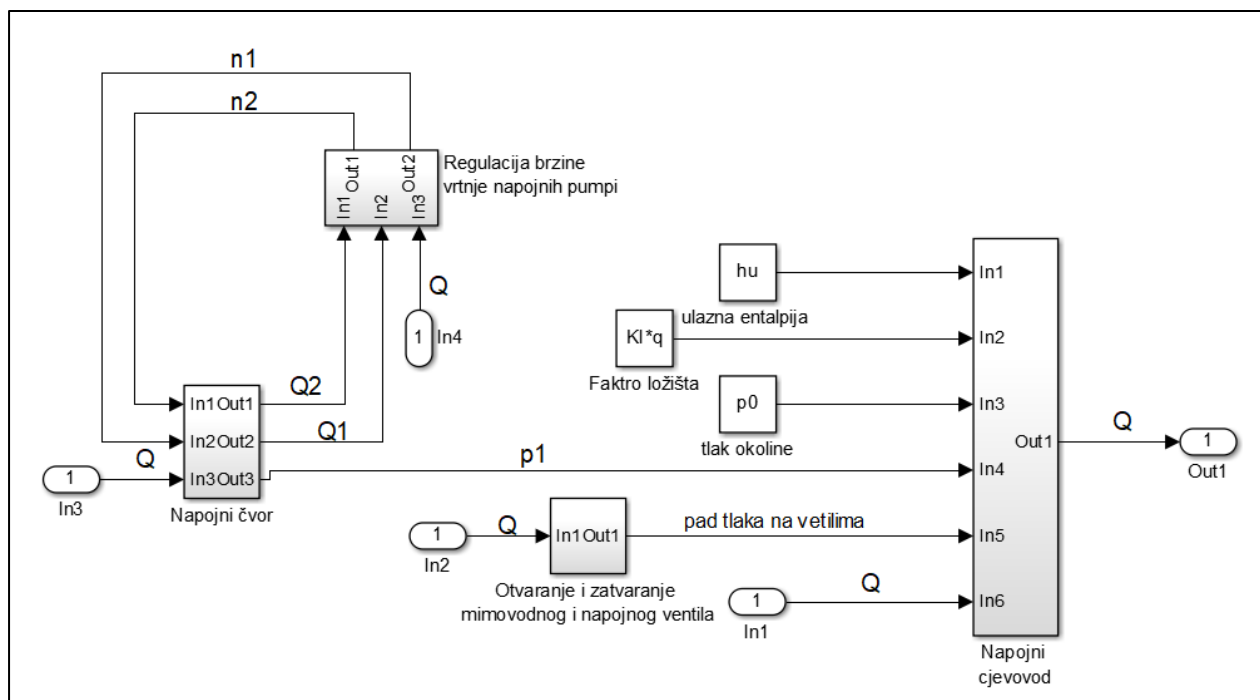 n1
n2
In1 Out1
In2
In3 Out2
Regulacija brzine
vrtnje napojnih pumpi
Q
1
In4
Q2
Q1
In1 Out1
In2 Out2
In3 Out3
Napojni čvor
Q
1
In3
p1
hu
ulazna entalpija
Kl*q
Faktro ložišta
p0
tlak okoline
1
In2
Q
In1 Out1
pad tlaka na vetilima
Otvaranje i zatvaranje
mimovodnog i napojnog ventila
1
In1
Q
In1
In2
In3
In4
In5
In6
Out1
Napojni
cjevovod
Q
1
Out1